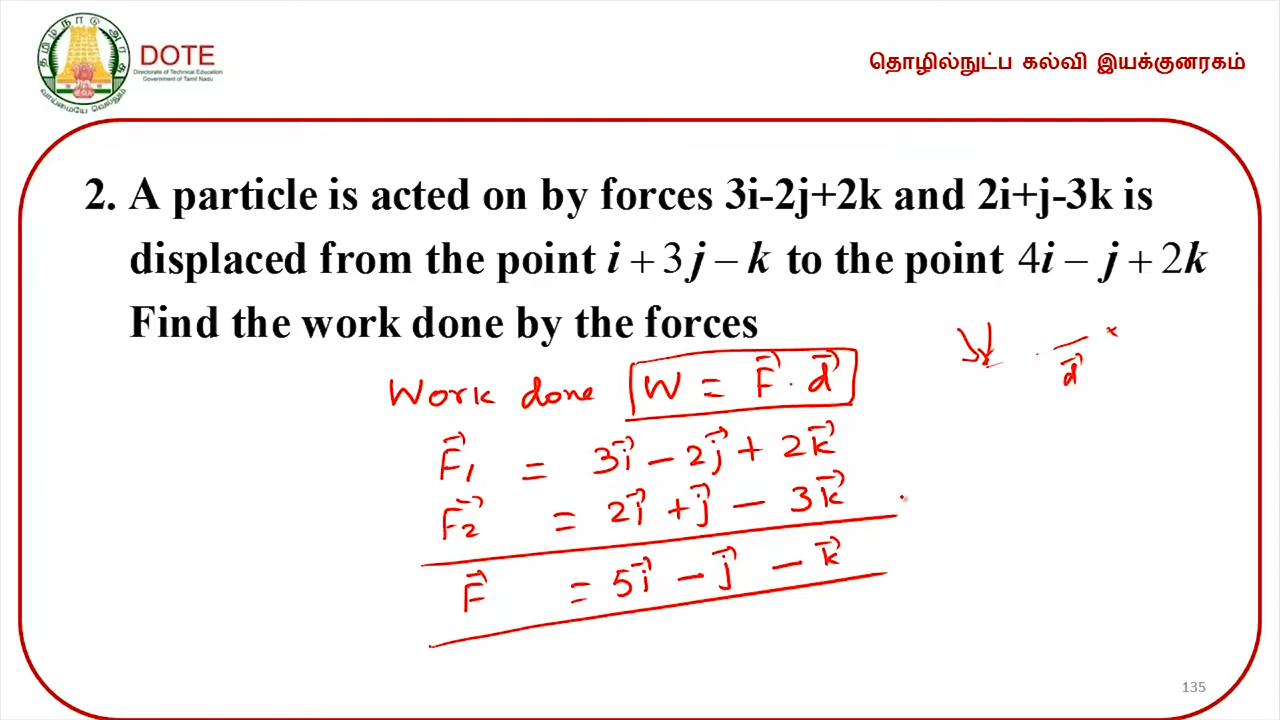 DOTE
Directorate of Technical Education
Government of Tamil Nadu
தொழில்நுட்ப கல்வி இயக்குனரகம்
2. A particle is acted on by forces 3i-2j+2k and 2i+j-3k is
displaced from the point i + 3j − k to the point 4i − j + 2k
Find the work done by the forces
Work done W = F⃗ . d⃗
d⃗
F⃗₁ = 3i⃗ − 2j⃗ + 2k⃗
F⃗₂ = 2i⃗ + j⃗ − 3k⃗
F⃗ = 5i⃗ − j⃗ − k⃗
135